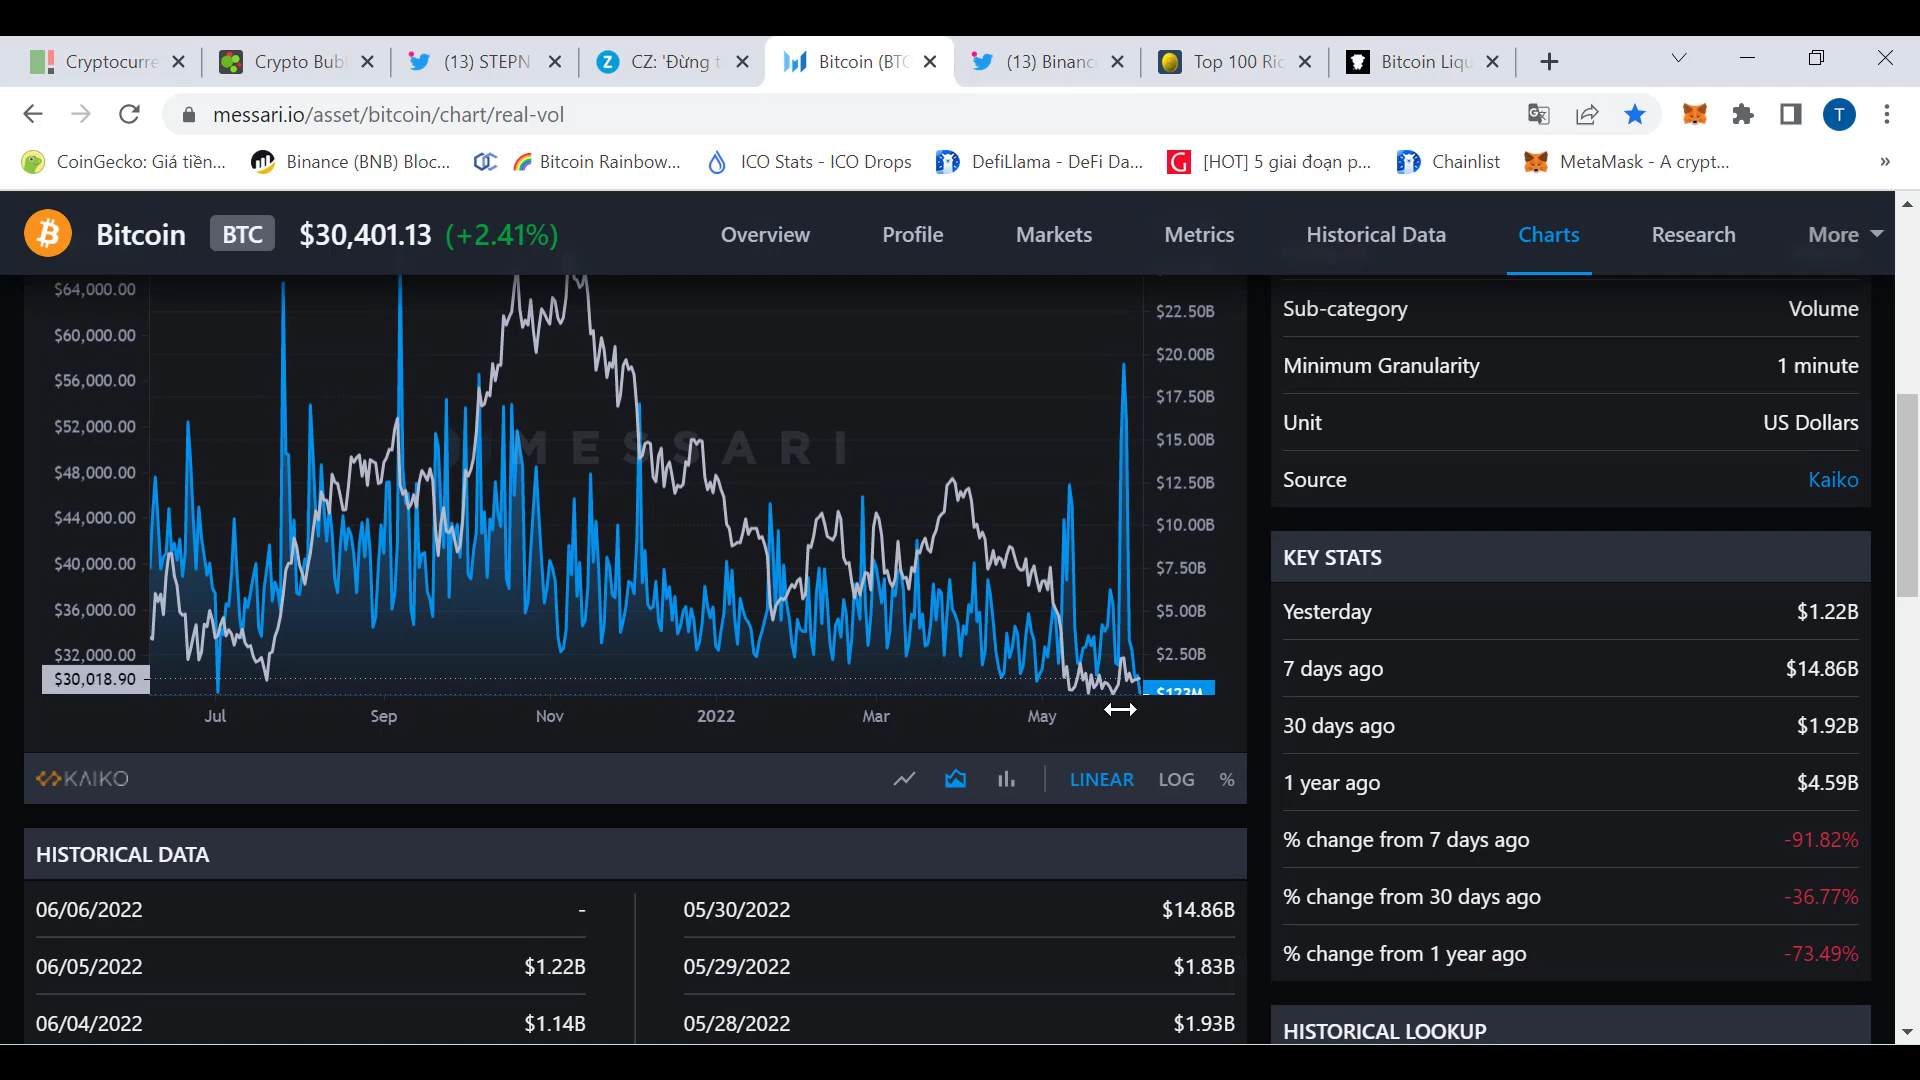 Cryptocurre
Crypto Bub
(13) STEPN
CZ: 'Đừng t
Bitcoin (BTC
(13) Binanc
Top 100 Ric
Bitcoin Liqu
messari.io/asset/bitcoin/chart/real-vol
T
CoinGecko: Giá tiền...
Binance (BNB) Bloc...
Bitcoin Rainbow...
ICO Stats - ICO Drops
DefiLlama - DeFi Da...
[HOT] 5 giai đoạn p...
Chainlist
MetaMask - A crypt...
»
Bitcoin BTC $30,401.13 (+2.41%)
Overview
Profile
Markets
Metrics
Historical Data
Charts
Research
More
$64,000.00
$60,000.00
$56,000.00
$52,000.00
$48,000.00
$44,000.00
$40,000.00
$36,000.00
$32,000.00
$30,018.90
MESSARI
$22.50B
$20.00B
$17.50B
$15.00B
$12.50B
$10.00B
$7.50B
$5.00B
$2.50B
$123M
Jul Sep Nov 2022 Mar May
KAIKO
LINEAR LOG %
HISTORICAL DATA
06/06/2022 -
06/05/2022 $1.22B
06/04/2022 $1.14B
05/30/2022 $14.86B
05/29/2022 $1.83B
05/28/2022 $1.93B
Sub-category Volume
Minimum Granularity 1 minute
Unit US Dollars
Source Kaiko
KEY STATS
Yesterday $1.22B
7 days ago $14.86B
30 days ago $1.92B
1 year ago $4.59B
% change from 7 days ago -91.82%
% change from 30 days ago -36.77%
% change from 1 year ago -73.49%
HISTORICAL LOOKUP